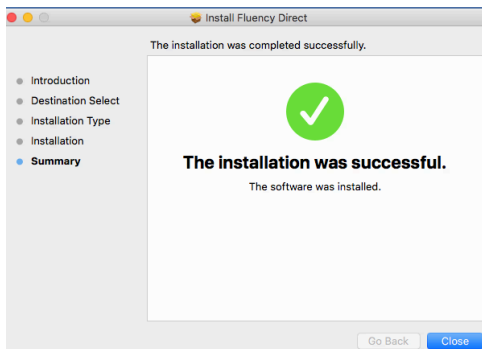 Install Fluency Direct
The installation was completed successfully.
Introduction
Destination Select
Installation Type
Installation
Summary
The installation was successful.
The software was installed.
Go Back
Close